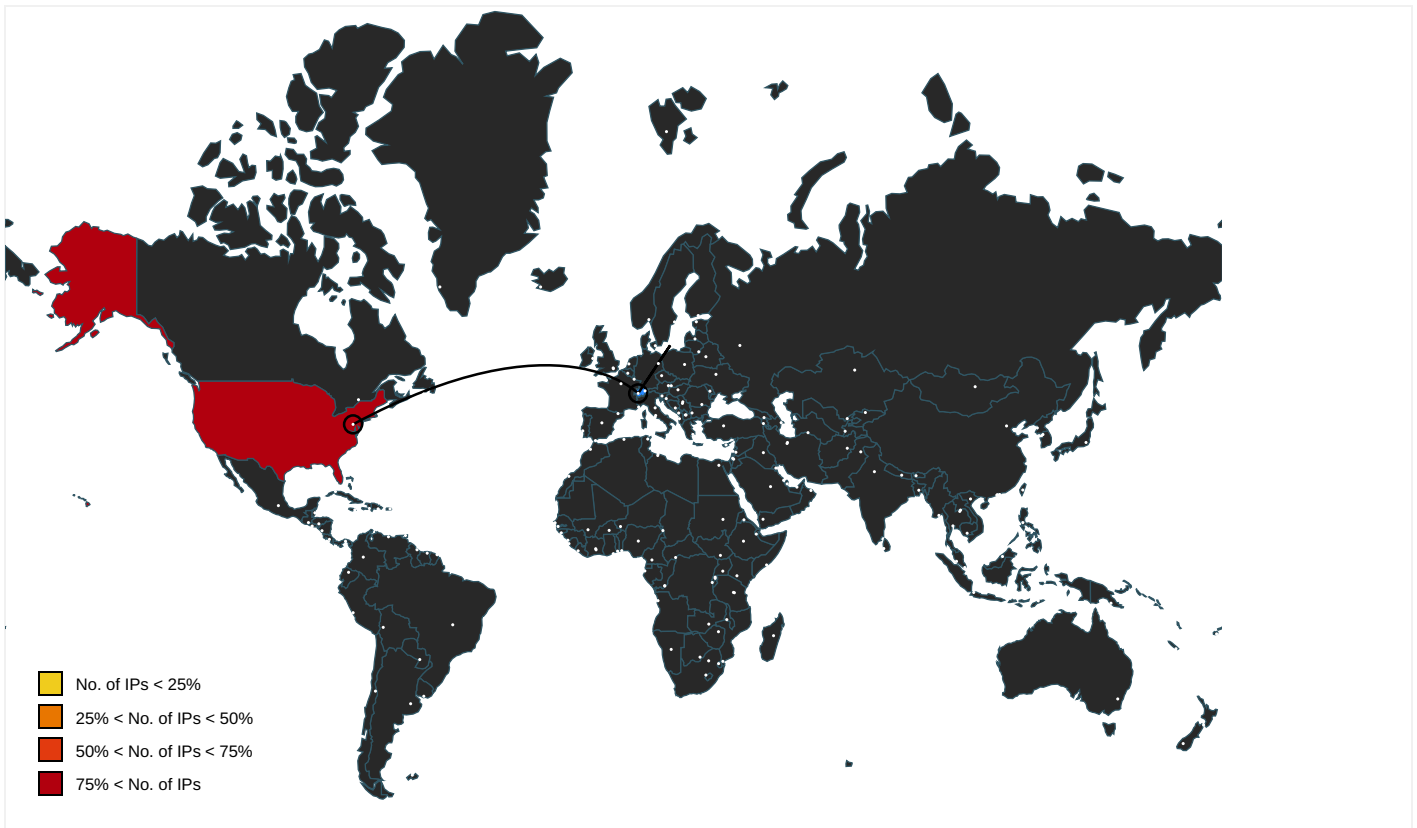 No. of IPs < 25%
25% < No. of IPs < 50%
50% < No. of IPs < 75%
75% < No. of IPs